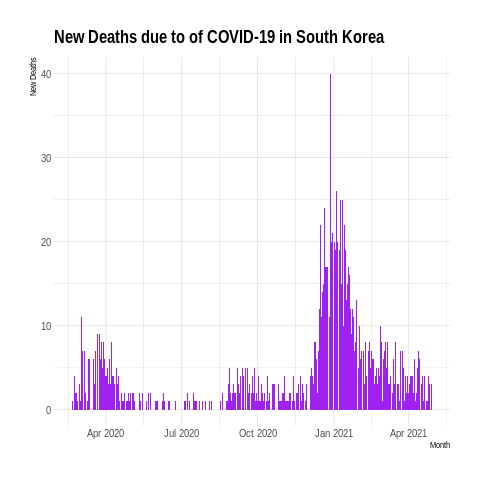 New Deaths due to of COVID-19 in South Korea
New Deaths
40
30
20
10
0
Apr 2020 Jul 2020 Oct 2020 Jan 2021 Apr 2021
Month